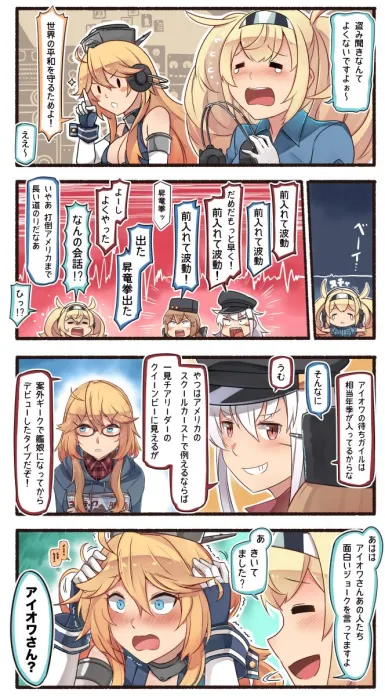 盗み聞きなんて
よくないですよぉ〜
世界の平和を守るためよ！
ええ〜
べーイ…
スチャ
前入れて波動
前入れて波動！
だめだもっと早く！
前入れて波動！
昇竜拳ッ
出た
昇竜拳出た
よーし
よくやった
なんの会話!?
いやあ 打倒アメリカまで
長い道のりだなあ
ひっ!?
アイオワの待ちガイルは
相当年季が入ってるからな
そんなに
うむ
やつはアメリカの
スクールカーストで例えるならば
一見チアリーダーの
クイーンビーに見えるが
案外ギークで艦娘になってから
デビューしたタイプだぞ！
あはは
アイオワさんあの人たち
面白いジョークを言ってますよ
あ きいて
ました？
アイオワさん？